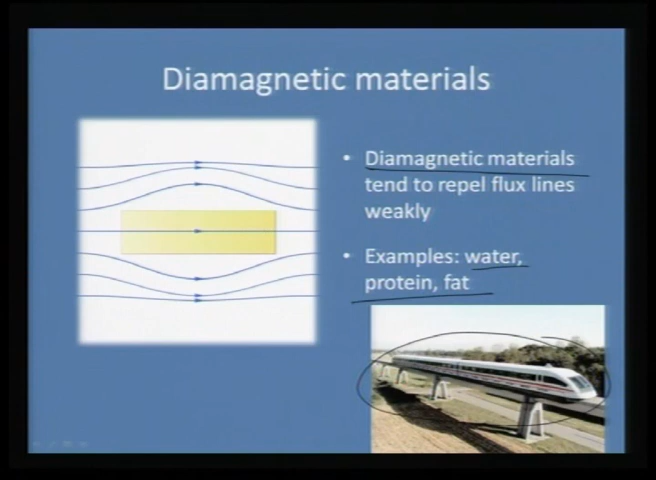 Diamagnetic materials
• Diamagnetic materials
tend to repel flux lines
weakly
• Examples: water,
protein, fat